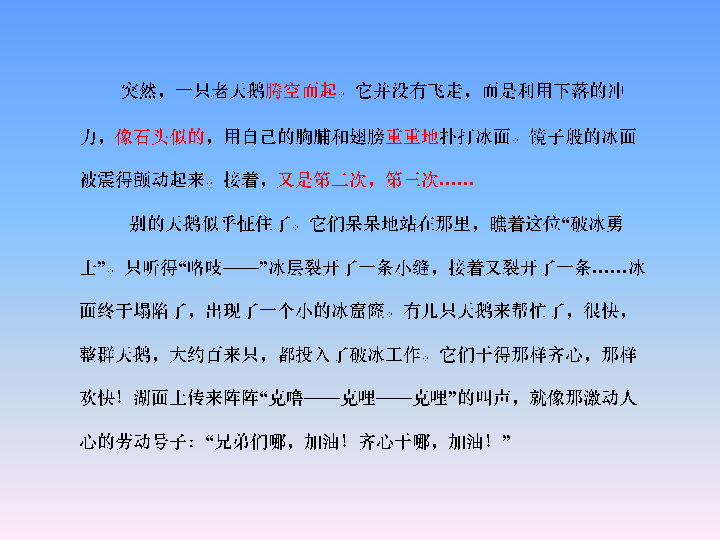 突然，一只老天鹅腾空而起。它并没有飞走，而是利用下落的冲
力，像石头似的，用自己的胸脯和翅膀重重地扑打冰面。镜子般的冰面
被震得颤动起来。接着，又是第二次，第三次……
别的天鹅似乎怔住了。它们呆呆地站在那里，瞧着这位“破冰勇
士”。只听得“咯吱——”冰层裂开了一条小缝，接着又裂开了一条……冰
面终于塌陷了，出现了一个小的冰窟窿。有几只天鹅来帮忙了，很快，
整群天鹅，大约百来只，都投入了破冰工作。它们干得那样齐心，那样
欢快！湖面上传来阵阵“克噜——克哩——克哩”的叫声，就像那激动人
心的劳动号子：“兄弟们哪，加油！齐心干哪，加油！”